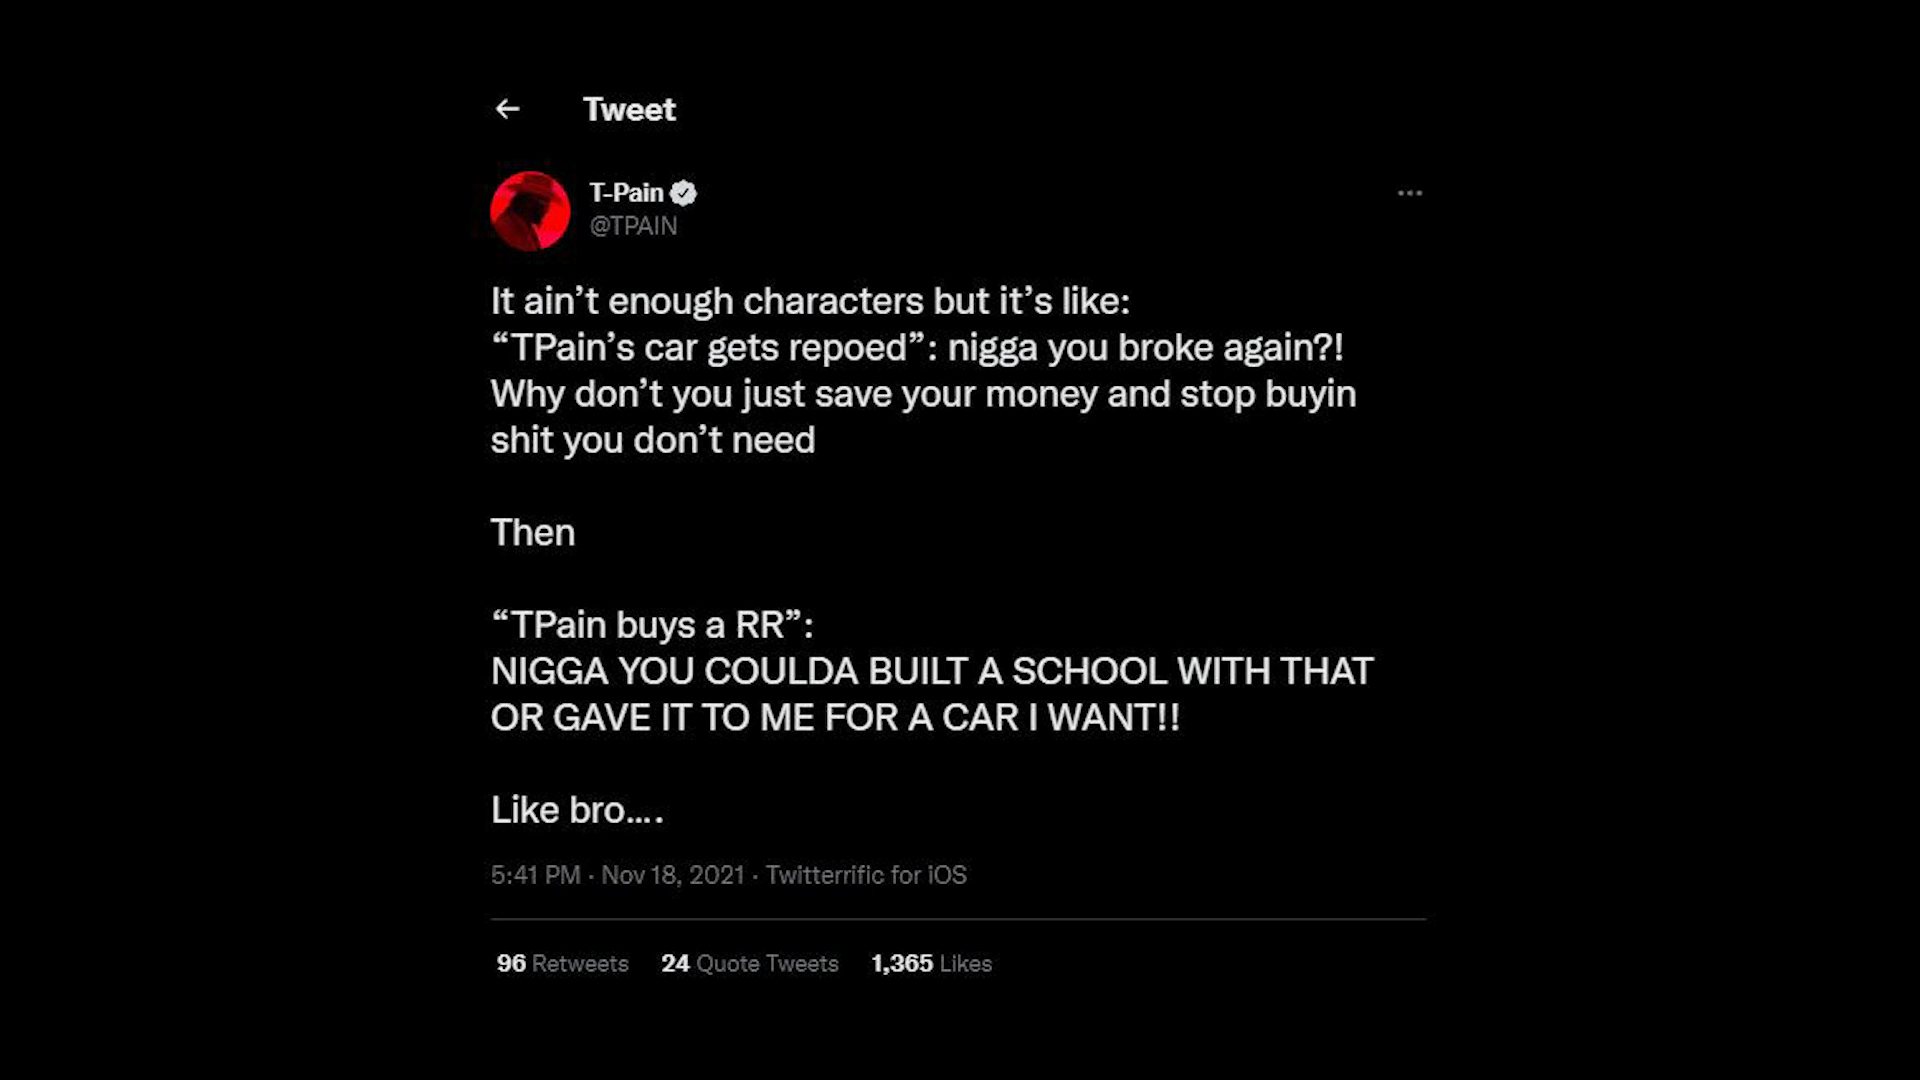 ← Tweet
T-Pain
@TPAIN
...
It ain’t enough characters but it’s like:
“TPain’s car gets repoed”: nigga you broke again?!
Why don’t you just save your money and stop buyin
shit you don’t need
Then
“TPain buys a RR”:
NIGGA YOU COULDA BUILT A SCHOOL WITH THAT
OR GAVE IT TO ME FOR A CAR I WANT!!
Like bro....
5:41 PM · Nov 18, 2021 · Twitterrific for iOS
96 Retweets 24 Quote Tweets 1,365 Likes